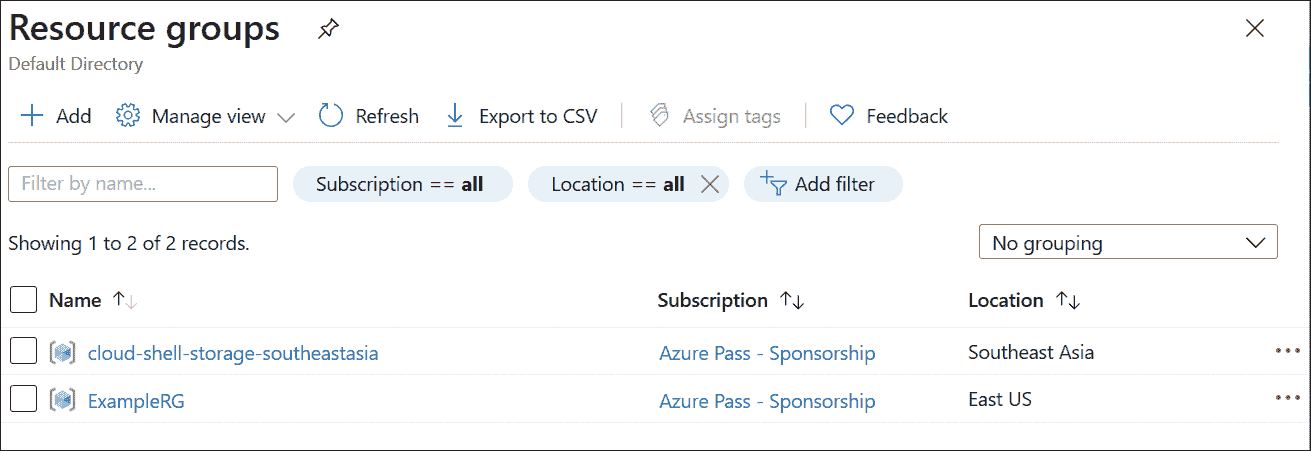 Resource groups
Default Directory
Add Manage view Refresh Export to CSV Assign tags Feedback
Filter by name... Subscription == all Location == all Add filter
Showing 1 to 2 of 2 records. No grouping
Name Subscription Location
cloud-shell-storage-southeastasia Azure Pass - Sponsorship Southeast Asia
ExampleRG Azure Pass - Sponsorship East US